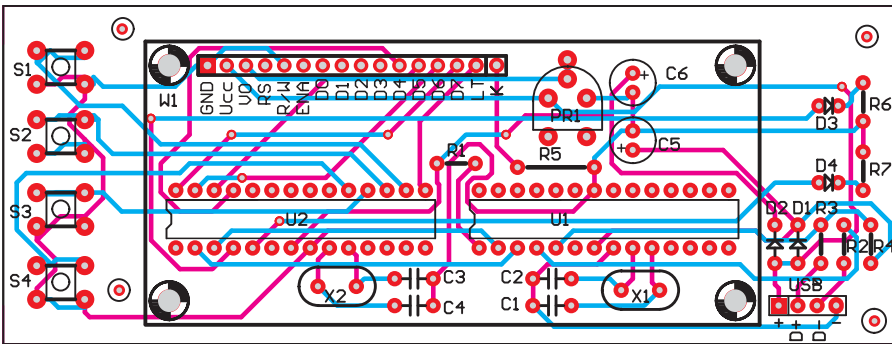 S1
S2
S3
S4
W1
GND
Ucc
VO
RS
R/W
ENA
D0
D1
D2
D3
D4
D5
D6
D7
LT
K
PR1
+ C6
+ C5
R1
R5
D3
R6
D4
R7
U2
U1
D2 D1 R3
R2 R4
X2
C3
C4
C2
C1
X1
USB
+
D+
D-
-